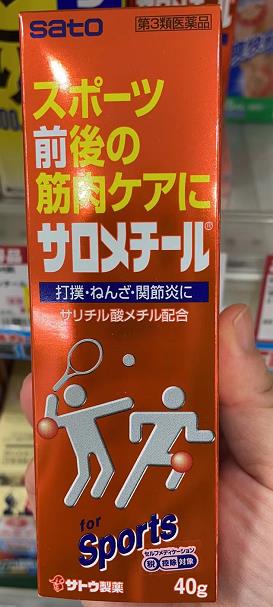 sato
第3類医薬品
スポーツ
前後の
筋肉ケアに
サロメチール®
打撲・ねんざ・関節炎に
サリチル酸メチル配合
for
Sports
セルフメディケーション
税 控除 対象
サトウ製薬
40g